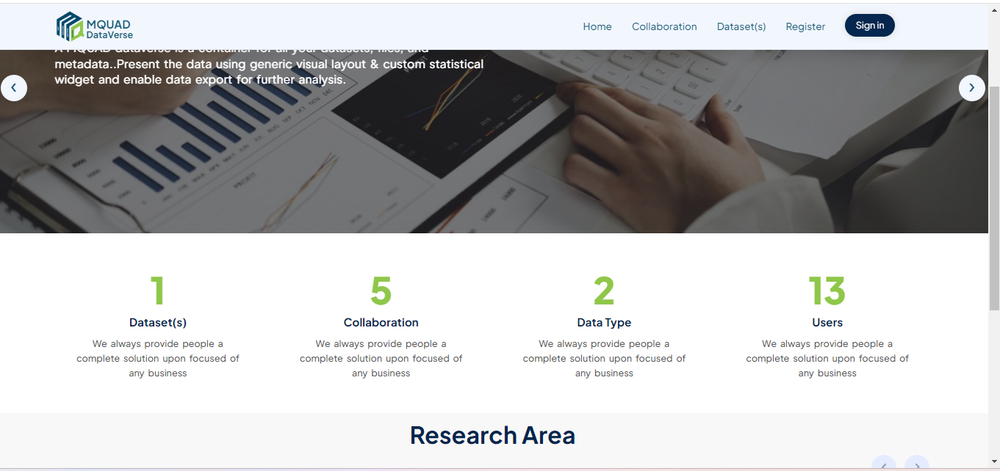 MQUAD
DataVerse
Home
Collaboration
Dataset(s)
Register
Sign in
A MQUAD dataverse is a container for all your datasets, files, and
metadata..Present the data using generic visual layout & custom statistical
widget and enable data export for further analysis.
PROFIT
1
Dataset(s)
We always provide people a
complete solution upon focused of
any business
5
Collaboration
We always provide people a
complete solution upon focused of
any business
2
Data Type
We always provide people a
complete solution upon focused of
any business
13
Users
We always provide people a
complete solution upon focused of
any business
Research Area